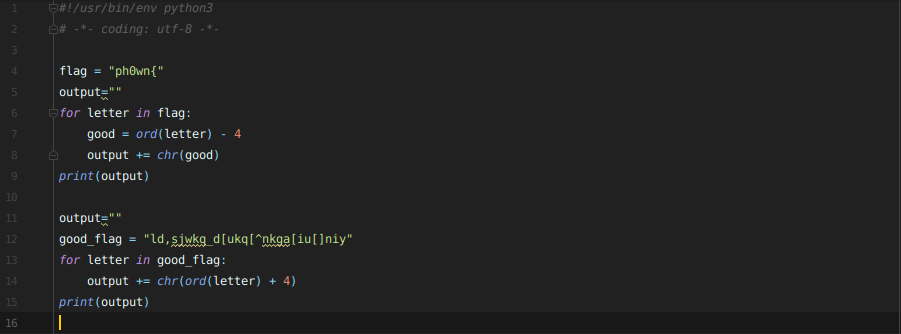 1 #!/usr/bin/env python3
2 # -*- coding: utf-8 -*-
3
4 flag = "ph0wn{"
5 output=""
6 for letter in flag:
7 good = ord(letter) - 4
8 output += chr(good)
9 print(output)
10
11 output=""
12 good_flag = "ld,sjwkg_d[ukq[^nkga[iu[]niy"
13 for letter in good_flag:
14 output += chr(ord(letter) + 4)
15 print(output)
16